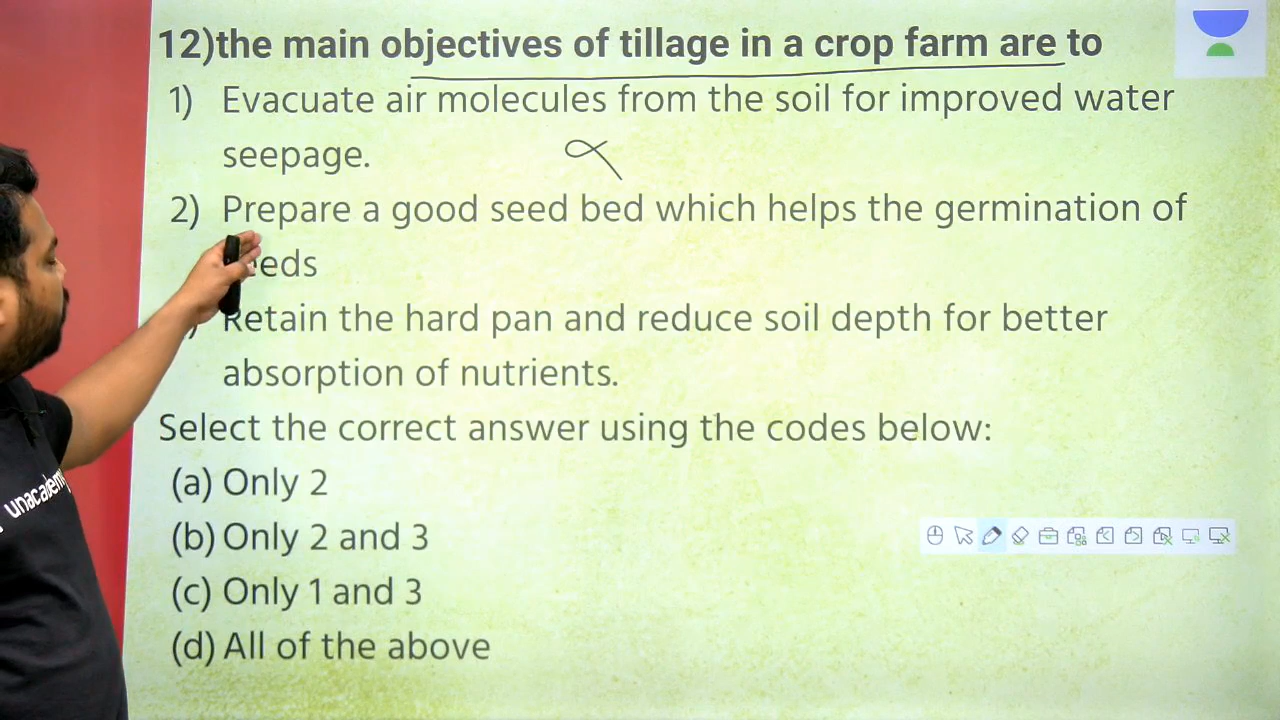 12)the main objectives of tillage in a crop farm are to
1) Evacuate air molecules from the soil for improved water
seepage.
2) Prepare a good seed bed which helps the germination of
eeds
Retain the hard pan and reduce soil depth for better
absorption of nutrients.
Select the correct answer using the codes below:
(a) Only 2
(b) Only 2 and 3
(c) Only 1 and 3
(d) All of the above
unacademy